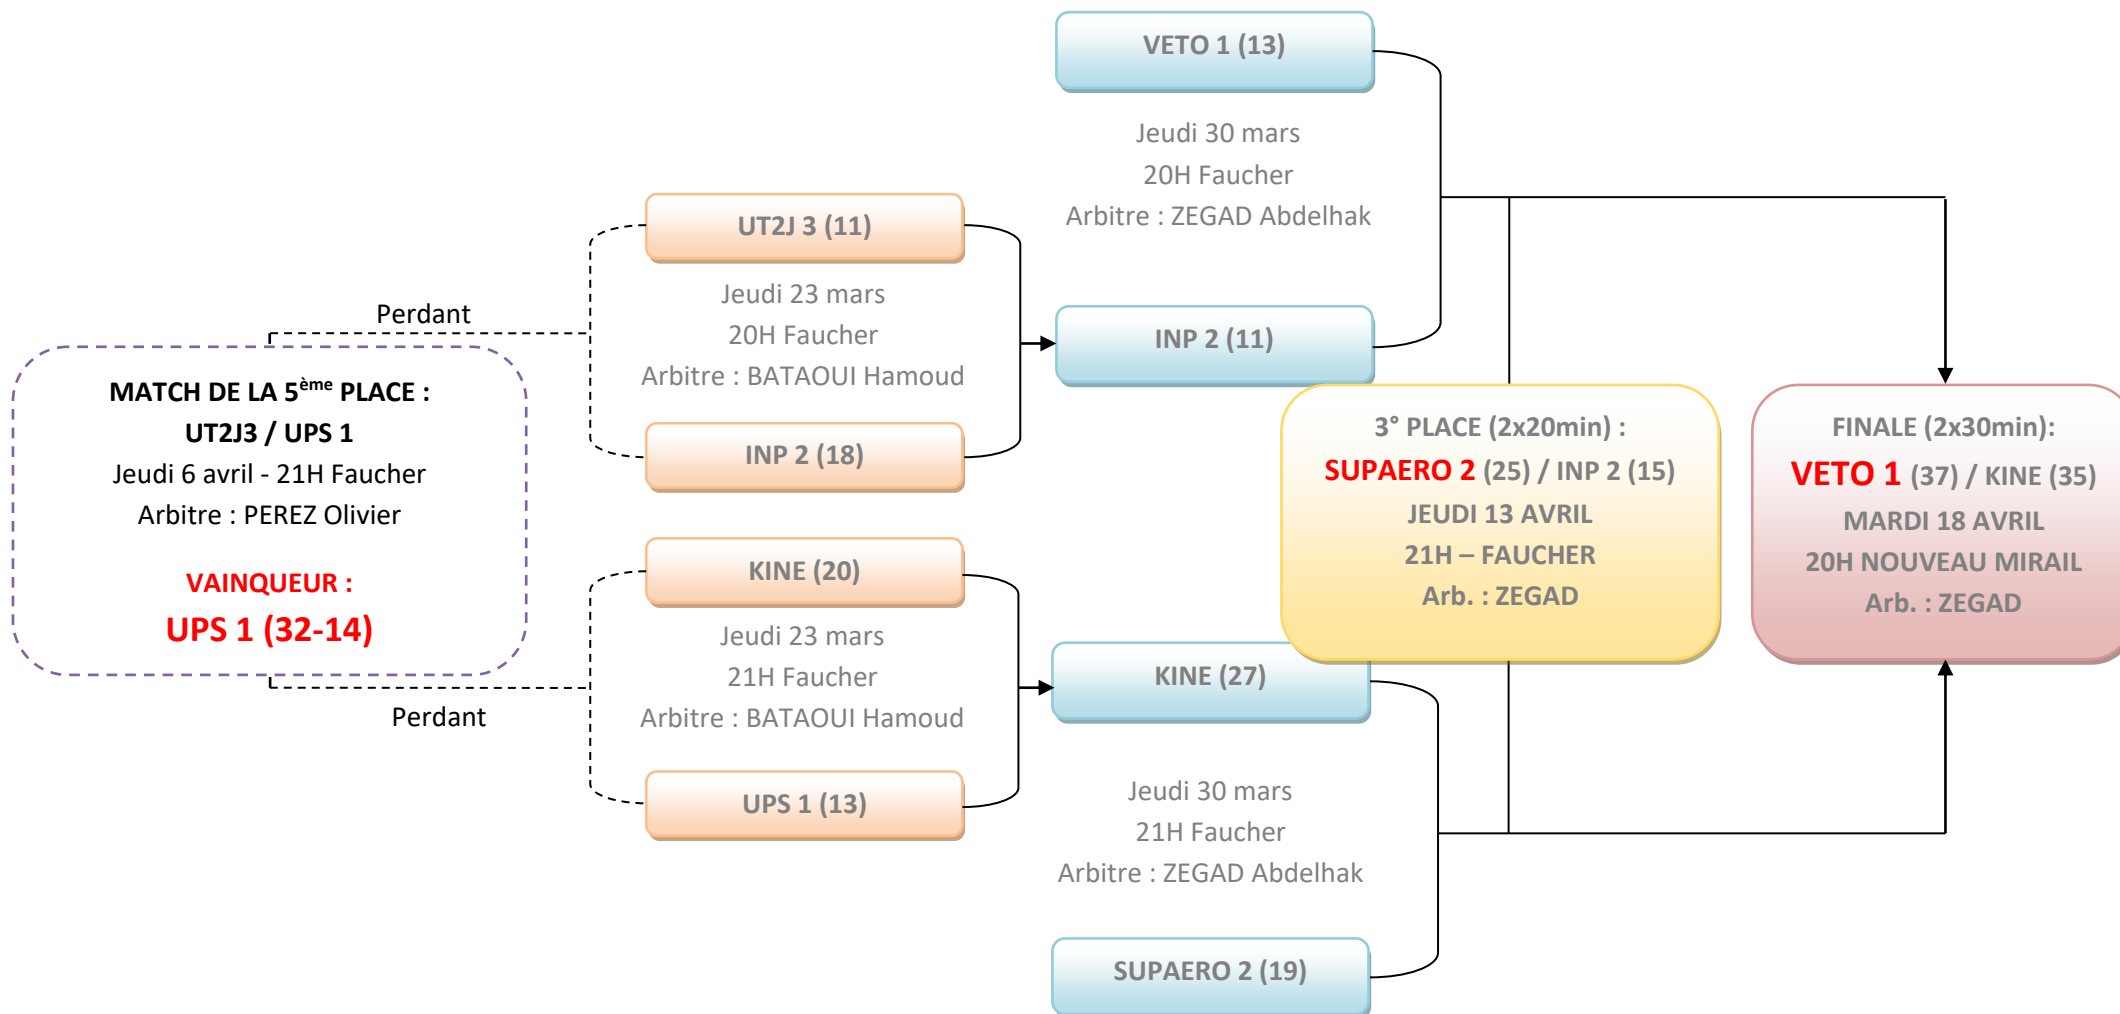 VETO 1 (13)
Jeudi 30 mars
20H Faucher
Arbitre : ZEGAD Abdelhak
INP 2 (11)
UT2J 3 (11)
Jeudi 23 mars
20H Faucher
Arbitre : BATAOUI Hamoud
INP 2 (18)
Perdant
MATCH DE LA 5ème PLACE :
UT2J3 / UPS 1
Jeudi 6 avril - 21H Faucher
Arbitre : PEREZ Olivier
VAINQUEUR :
UPS 1 (32-14)
Perdant
KINE (20)
Jeudi 23 mars
21H Faucher
Arbitre : BATAOUI Hamoud
UPS 1 (13)
KINE (27)
Jeudi 30 mars
21H Faucher
Arbitre : ZEGAD Abdelhak
SUPAERO 2 (19)
3° PLACE (2x20min) :
SUPAERO 2 (25) / INP 2 (15)
JEUDI 13 AVRIL
21H – FAUCHER
Arb. : ZEGAD
FINALE (2x30min):
VETO 1 (37) / KINE (35)
MARDI 18 AVRIL
20H NOUVEAU MIRAIL
Arb. : ZEGAD